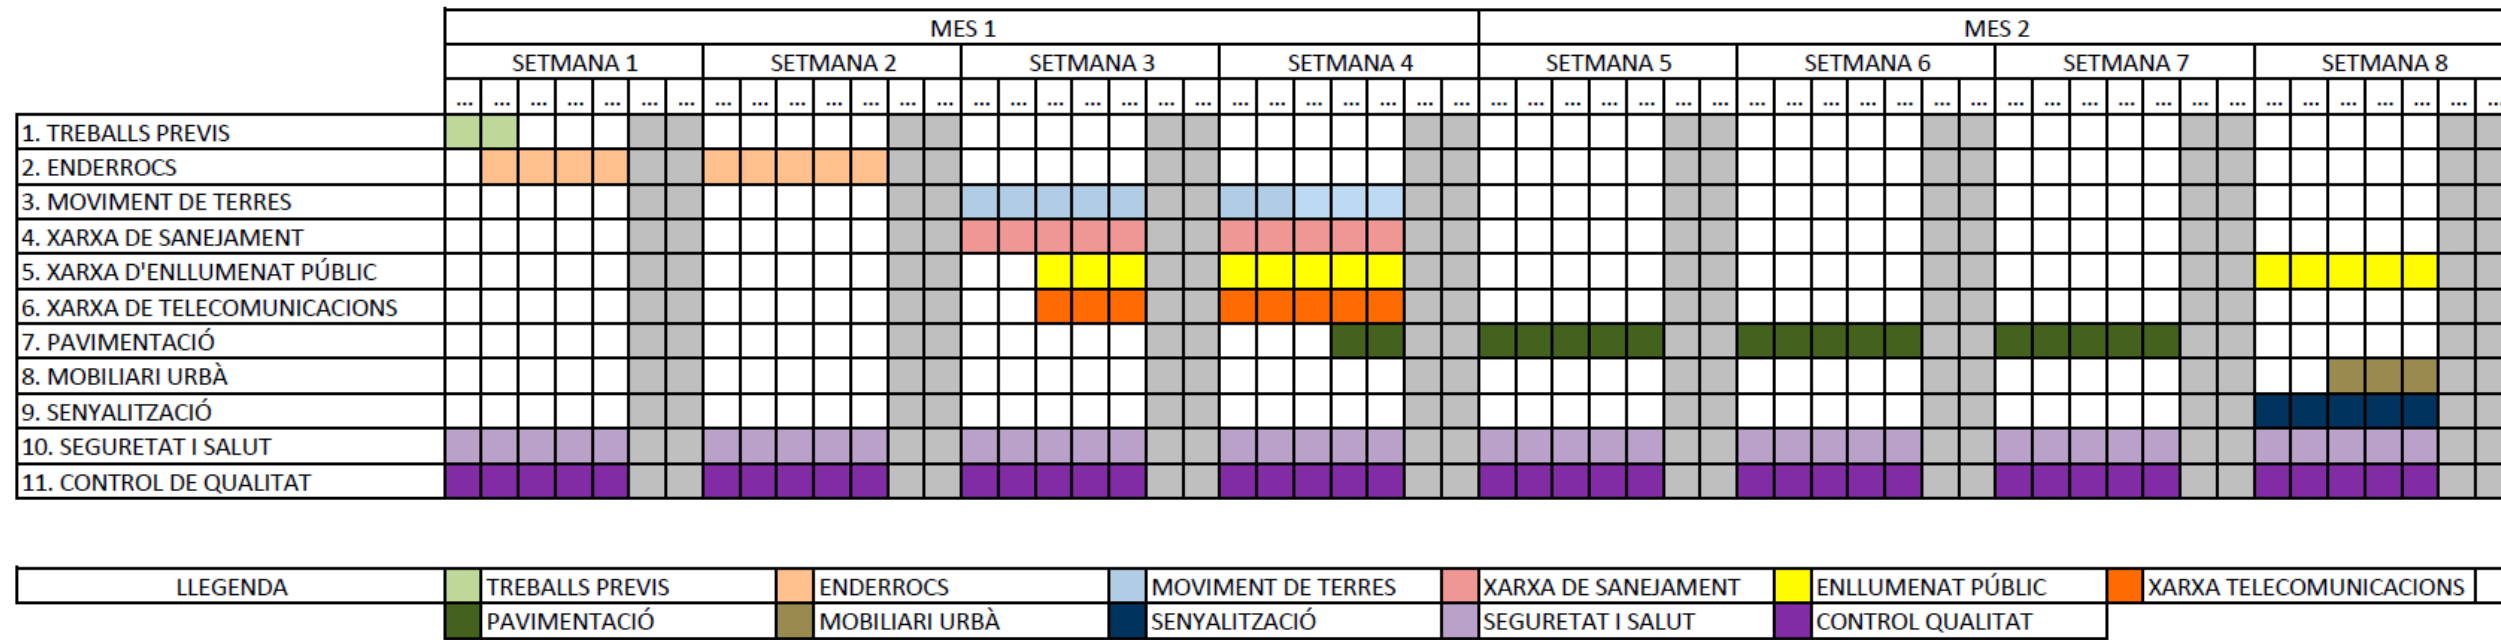 MES 1 MES 2
SETMANA 1 SETMANA 2 SETMANA 3 SETMANA 4 SETMANA 5 SETMANA 6 SETMANA 7 SETMANA 8
... ... ... ... ... ... ... ... ... ... ... ... ... ... ... ... ... ... ... ... ... ... ... ... ... ... ... ... ... ... ... ... ... ... ... ... ... ... ... ... ... ... ... ... ... ... ... ... ... ... ... ... ... ... ... ...
1. TREBALLS PREVIS
2. ENDERROCS
3. MOVIMENT DE TERRES
4. XARXA DE SANEJAMENT
5. XARXA D'ENLLUMENAT PÚBLIC
6. XARXA DE TELECOMUNICACIONS
7. PAVIMENTACIÓ
8. MOBILIARI URBÀ
9. SENYALITZACIÓ
10. SEGURETAT I SALUT
11. CONTROL DE QUALITAT
LLEGENDA TREBALLS PREVIS ENDERROCS MOVIMENT DE TERRES XARXA DE SANEJAMENT ENLLUMENAT PÚBLIC XARXA TELECOMUNICACIONS
PAVIMENTACIÓ MOBILIARI URBÀ SENYALITZACIÓ SEGURETAT I SALUT CONTROL QUALITAT